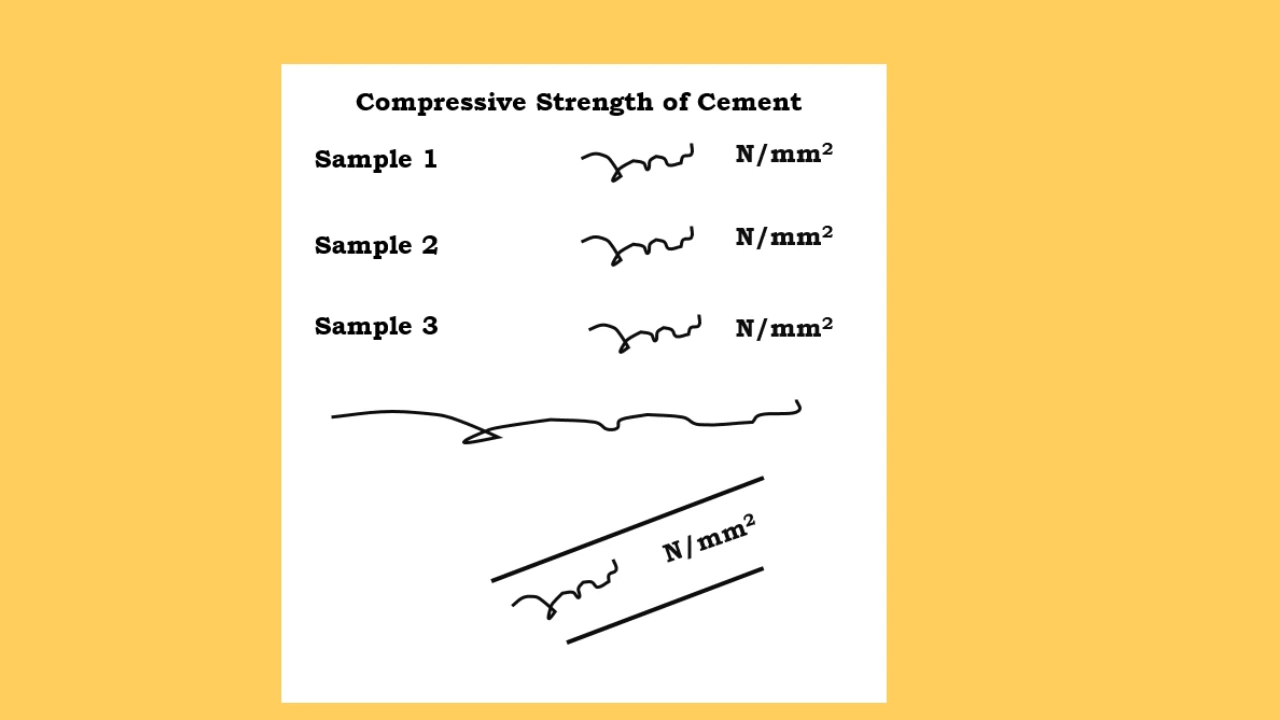 Compressive Strength of Cement
Sample 1 N/mm²
Sample 2 N/mm²
Sample 3 N/mm²
N/mm²